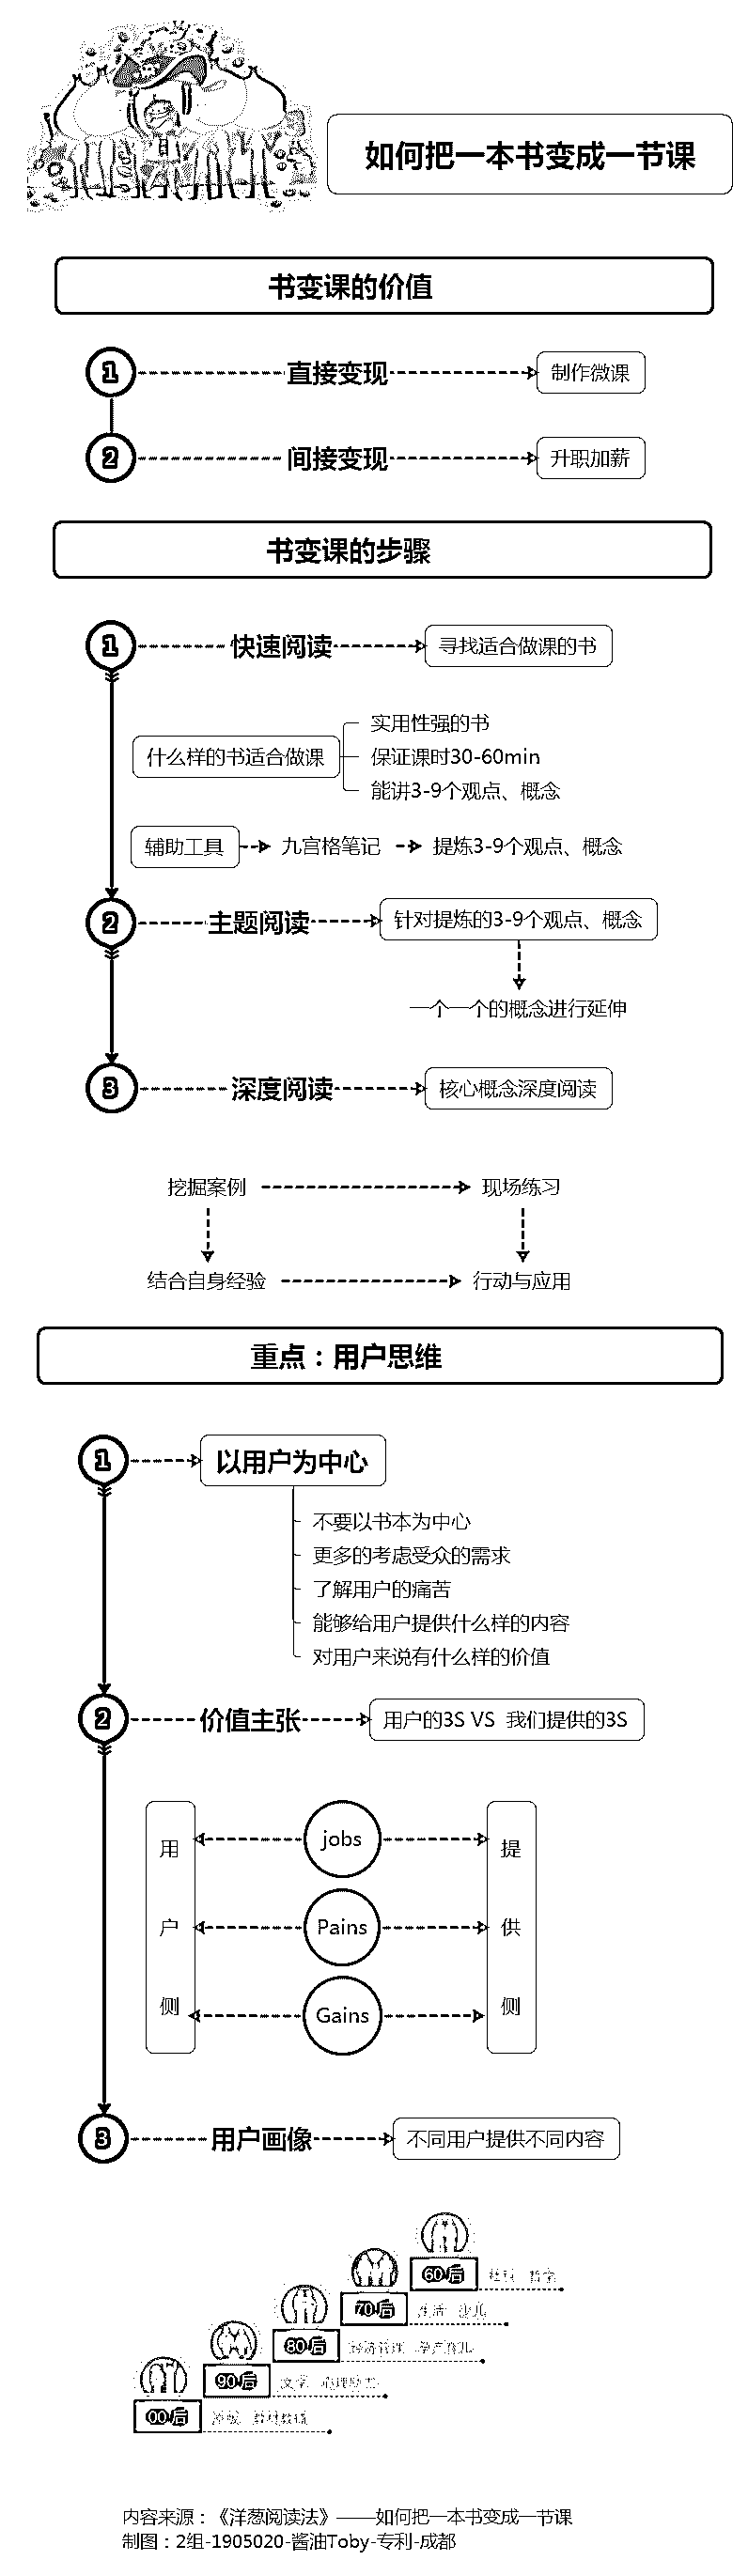 如何把一本书变成一节课
书变课的价值
1 直接变现 制作微课
2 间接变现 升职加薪
书变课的步骤
1 快速阅读 寻找适合做课的书
实用性强的书
什么样的书适合做课 保证课时30-60min
能讲3-9个观点、概念
辅助工具 九宫格笔记 提炼3-9个观点、概念
2 主题阅读 针对提炼的3-9个观点、概念
一个一个的概念进行延伸
3 深度阅读 核心概念深度阅读
挖掘案例 现场练习
结合自身经验 行动与应用
重点：用户思维
1 以用户为中心
不要以书本为中心
更多的考虑受众的需求
了解用户的痛苦
能够给用户提供什么样的内容
对用户来说有什么样的价值
2 价值主张 用户的3S VS 我们提供的3S
用户侧
jobs
Pains
Gains
提供侧
3 用户画像 不同用户提供不同内容
60后
70后
80后
90后
00后
内容来源：《洋葱阅读法》——如何把一本书变成一节课
制图：2组-1905020-酱油Toby-专利-成都